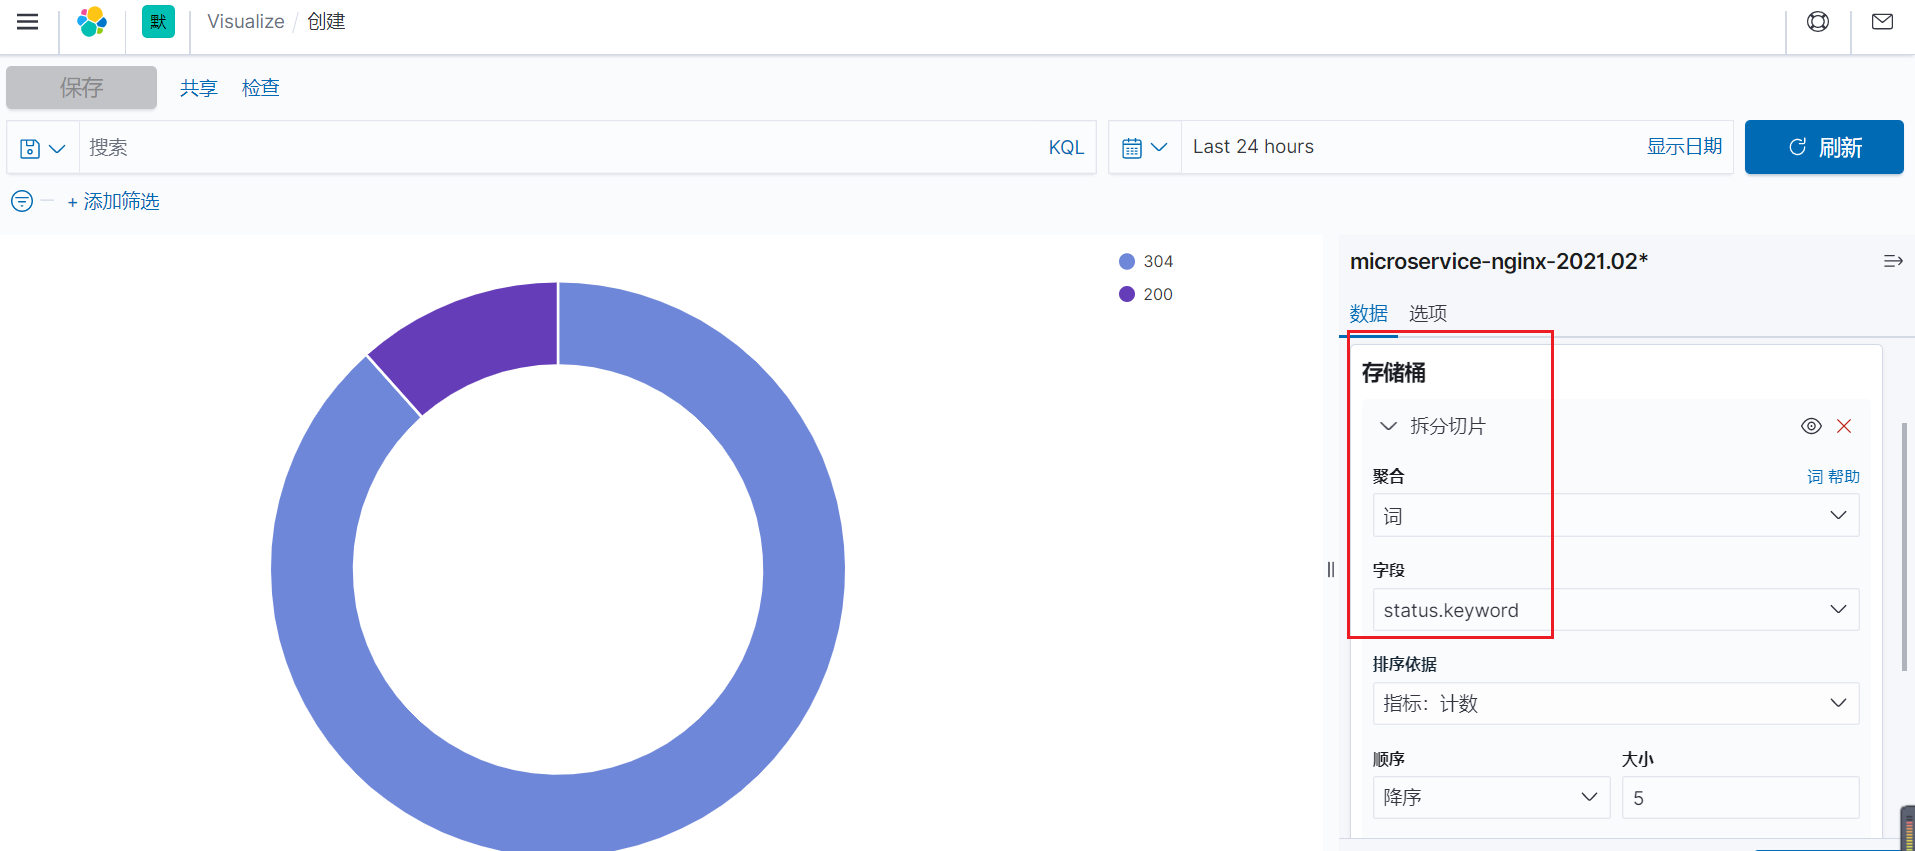 默 Visualize / 创建
保存 共享 检查
搜索 KQL Last 24 hours 显示日期 刷新
+ 添加筛选
304
200
microservice-nginx-2021.02*
数据 选项
存储桶
拆分切片
聚合 词 帮助
词
字段
status.keyword
排序依据
指标：计数
顺序 大小
降序 5